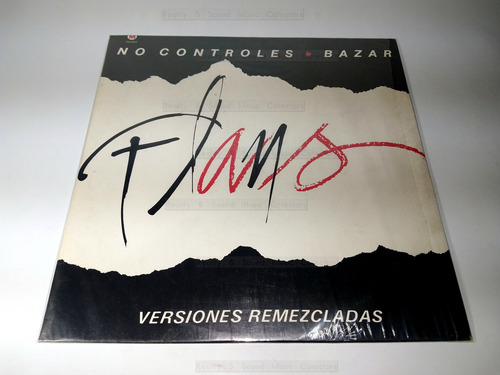 NO CONTROLES • BAZAR
Flans
VERSIONES REMEZCLADAS